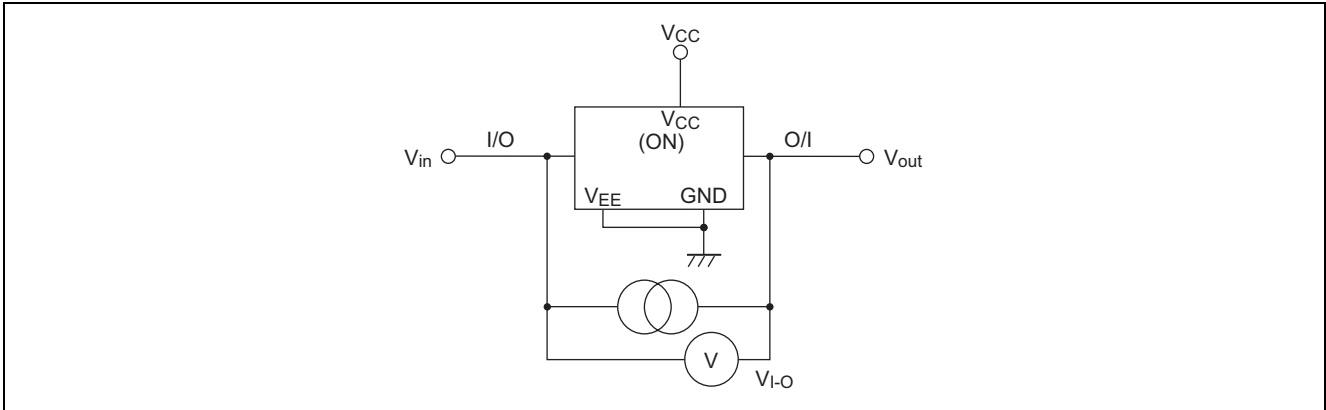 VCC
VCC
(ON)
I/O
O/I
Vin
Vout
VEE GND
V
VI-O